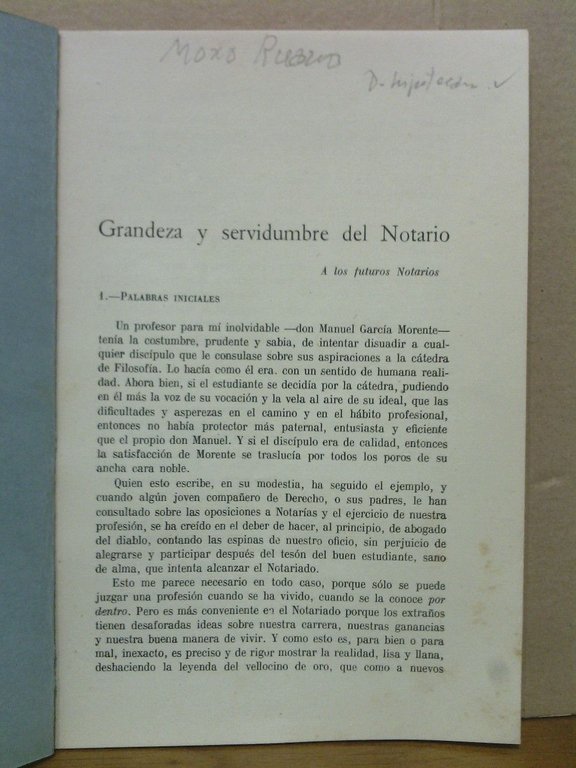 Moxo Ruano
Grandeza y servidumbre del Notario
A los futuros Notarios
1.—PALABRAS INICIALES
Un profesor para mí inolvidable —don Manuel García Morente—
tenía la costumbre, prudente y sabia, de intentar disuadir a cual-
quier discípulo que le consulase sobre sus aspiraciones a la cátedra
de Filosofía. Lo hacía como él era, con un sentido de humana reali-
dad. Ahora bien, si el estudiante se decidía por la cátedra, pudiendo
en él más la voz de su vocación y la vela al aire de su ideal, que las
dificultades y asperezas en el camino y en el hábito profesional,
entonces no había protector más paternal, entusiasta y eficiente
que el propio don Manuel. Y si el discípulo era de calidad, entonces
la satisfacción de Morente se traslucía por todos los poros de su
ancha cara noble.
Quien esto escribe, en su modestia, ha seguido el ejemplo, y
cuando algún joven compañero de Derecho, o sus padres, le han
consultado sobre las oposiciones a Notarías y el ejercicio de nuestra
profesión, se ha creído en el deber de hacer, al principio, de abogado
del diablo, contando las espinas de nuestro oficio, sin perjuicio de
alegrarse y participar después del tesón del buen estudiante, sano
de alma, que intenta alcanzar el Notariado.
Esto me parece necesario en todo caso, porque sólo se puede
juzgar una profesión cuando se ha vivido, cuando se la conoce por
dentro. Pero es más conveniente en el Notariado porque los extraños
tienen desaforadas ideas sobre nuestra carrera, nuestras ganancias
y nuestra buena manera de vivir. Y como esto es, para bien o para
mal, inexacto, es preciso y de rigor mostrar la realidad, lisa y llana,
deshaciendo la leyenda del vellocino de oro, que como a nuevos